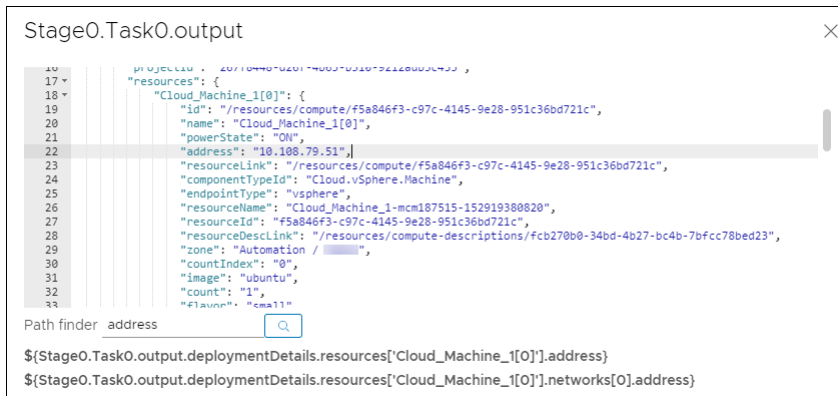 Stage0.Task0.output
17 "resources": {
18 "Cloud_Machine_1[0]": {
19 "id": "/resources/compute/f5a846f3-c97c-4145-9e28-951c36bd721c",
20 "name": "Cloud_Machine_1[0]",
21 "powerState": "ON",
22 "address": "10.108.79.51",
23 "resourceLink": "/resources/compute/f5a846f3-c97c-4145-9e28-951c36bd721c",
24 "componentTypeId": "Cloud.vSphere.Machine",
25 "endpointType": "vsphere",
26 "resourceName": "Cloud_Machine_1-mcm187515-152919380820",
27 "resourceId": "f5a846f3-c97c-4145-9e28-951c36bd721c",
28 "resourceDescLink": "/resources/compute-descriptions/fcb270b0-34bd-4b27-bc4b-7bfcc78bed23",
29 "zone": "Automation / ",
30 "countIndex": "0",
31 "image": "ubuntu",
32 "count": "1",
33 "flavor": "small"
Path finder address
${Stage0.Task0.output.deploymentDetails.resources['Cloud_Machine_1[0]'].address}
${Stage0.Task0.output.deploymentDetails.resources['Cloud_Machine_1[0]'].networks[0].address}